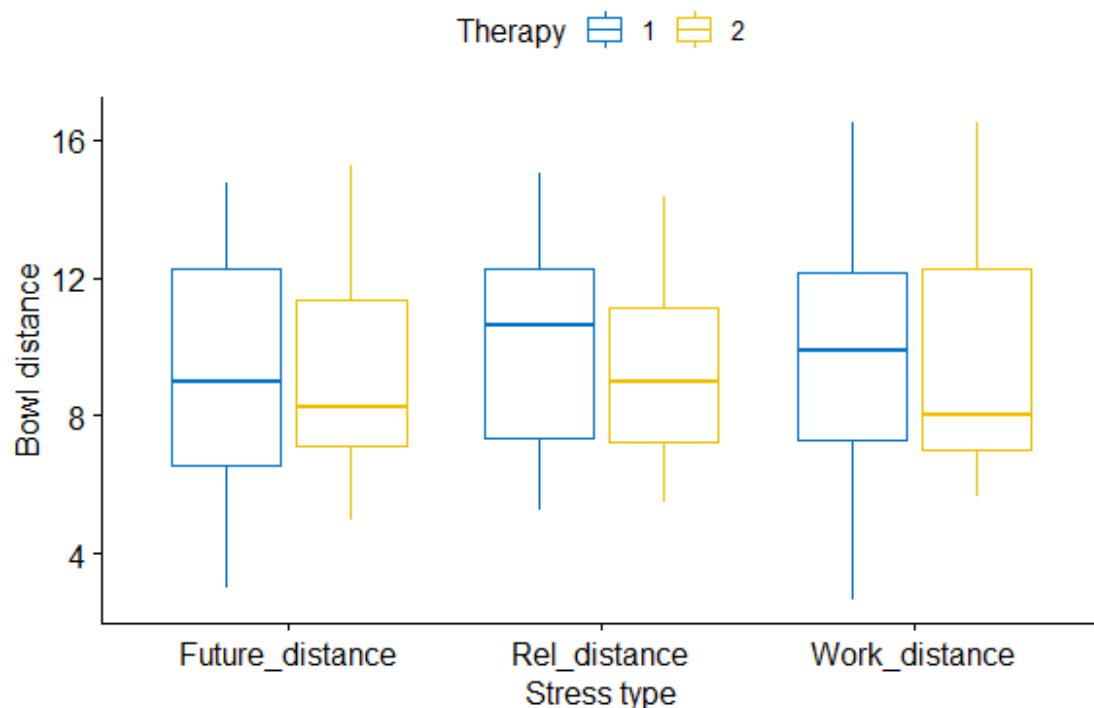 Therapy 1 2
16
12
8
4
Bowl distance
Future_distance Rel_distance Work_distance
Stress type